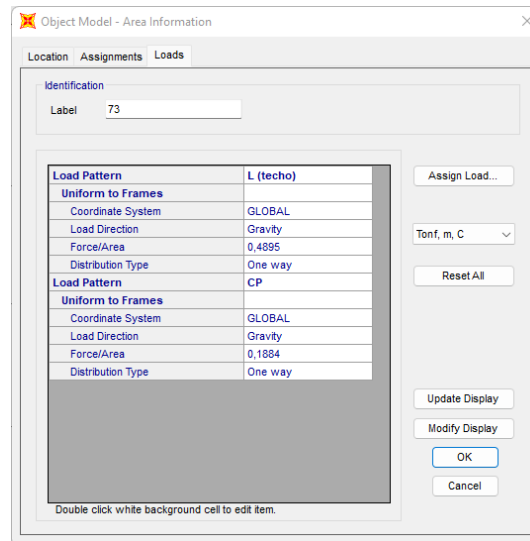 Object Model - Area Information
Location Assignments Loads
Identification
Label 73
Load Pattern L (techo)
Uniform to Frames
Coordinate System GLOBAL
Load Direction Gravity
Force/Area 0,4895
Distribution Type One way
Load Pattern CP
Uniform to Frames
Coordinate System GLOBAL
Load Direction Gravity
Force/Area 0,1884
Distribution Type One way
Double click white background cell to edit item.
Assign Load...
Tonf, m, C
Reset All
Update Display
Modify Display
OK
Cancel